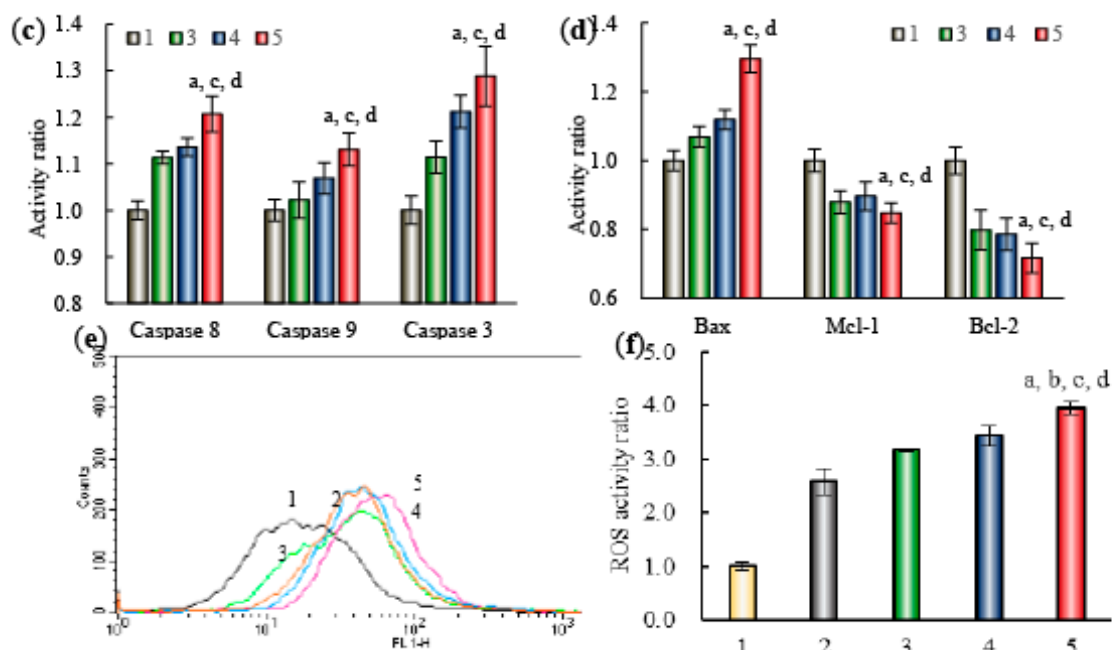 (c)
1.4
1.3
1.2
1.1
1.0
0.9
0.8
Activity ratio
1 3 4 5
a, c, d
a, c, d
a, c, d
Caspase 8 Caspase 9 Caspase 3
(d)
1.4
1.2
1.0
0.8
0.6
Activity ratio
1 3 4 5
a, c, d
a, c, d
a, c, d
Bax Mcl-1 Bcl-2
(e)
500
400
300
200
100
0
Counts
1 2 5
4
3
10⁰ 10¹ 10² 10³
FL 1-H
(f)
5.0
4.0
3.0
2.0
1.0
0.0
ROS activity ratio
a, b, c, d
1 2 3 4 5